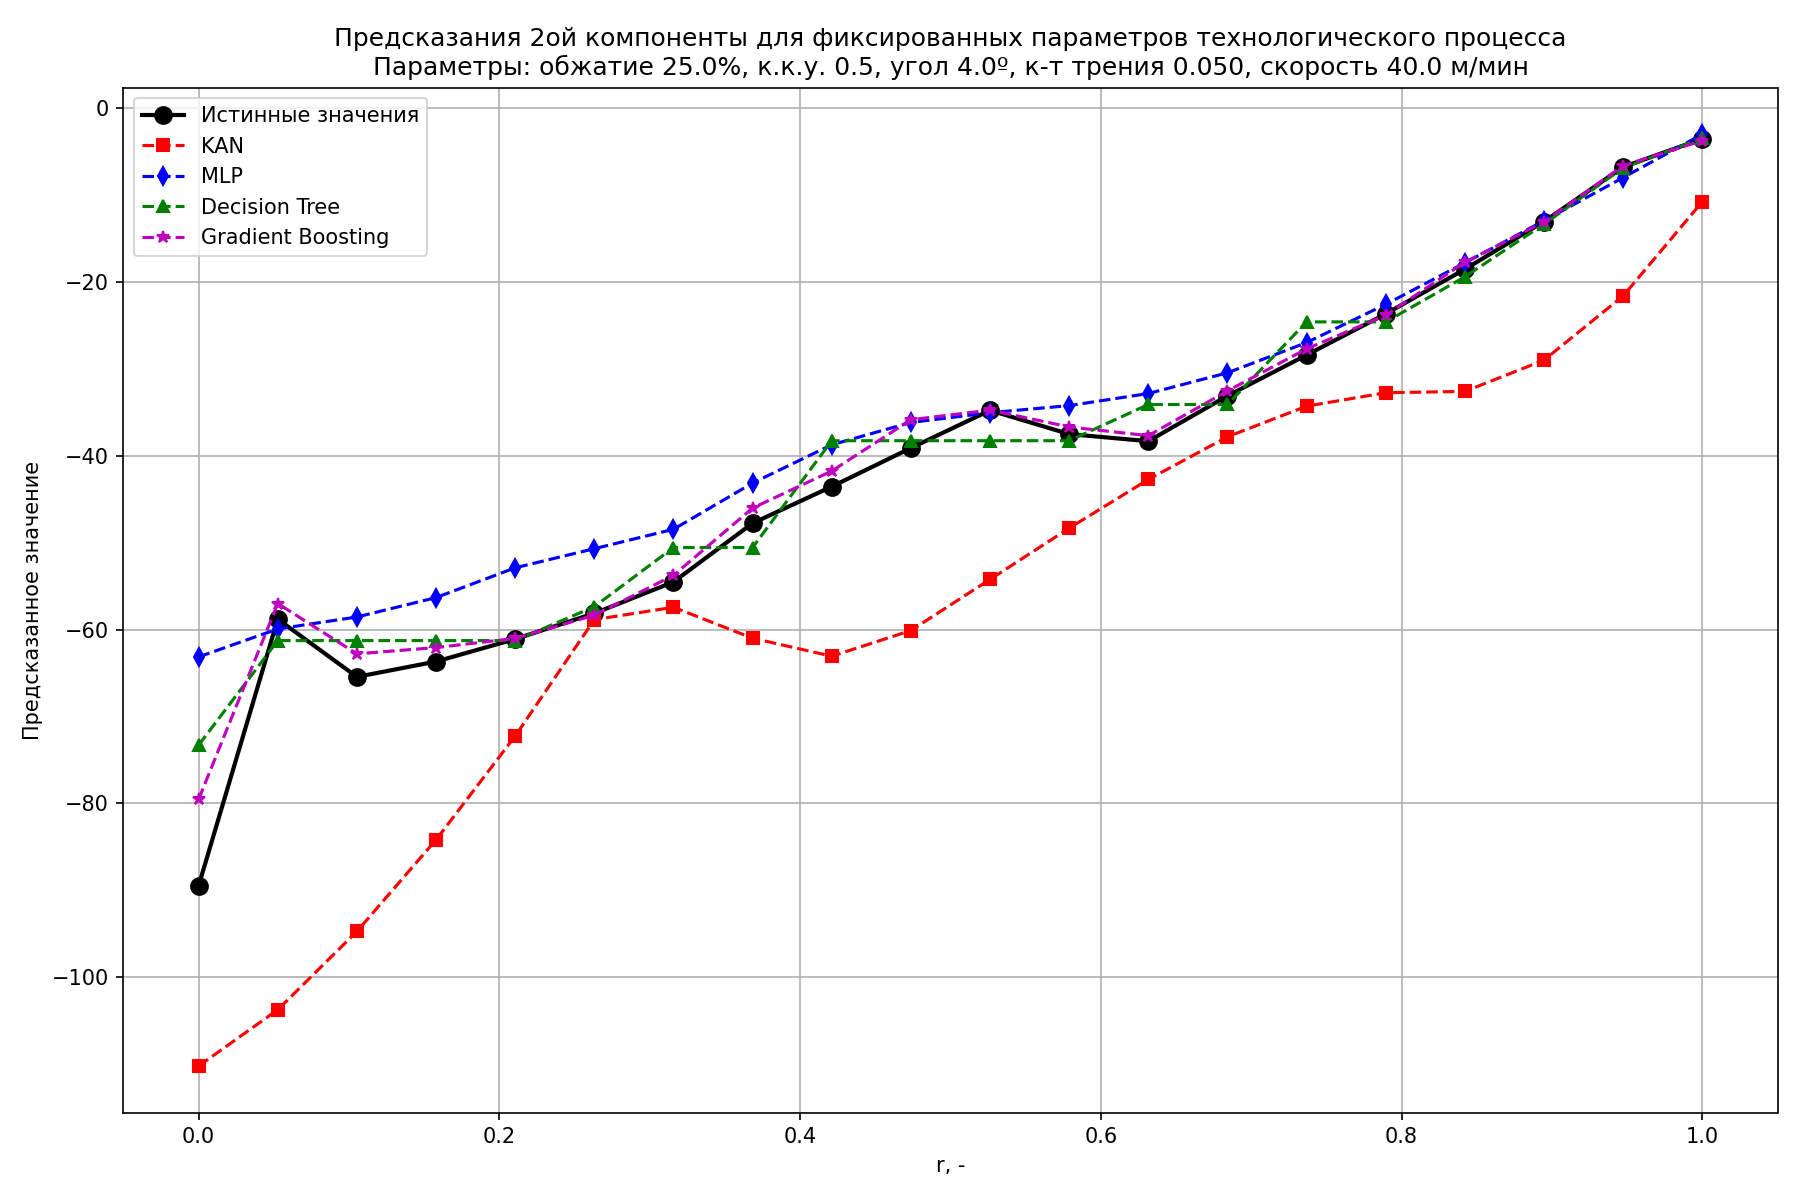 Предсказания 2ой компоненты для фиксированных параметров технологического процесса
Параметры: обжатие 25.0%, к.к.у. 0.5, угол 4.0º, к-т трения 0.050, скорость 40.0 м/мин
Истинные значения
KAN
MLP
Decision Tree
Gradient Boosting
Предсказанное значение
0
−20
−40
−60
−80
−100
0.0
0.2
0.4
0.6
0.8
1.0
r, -